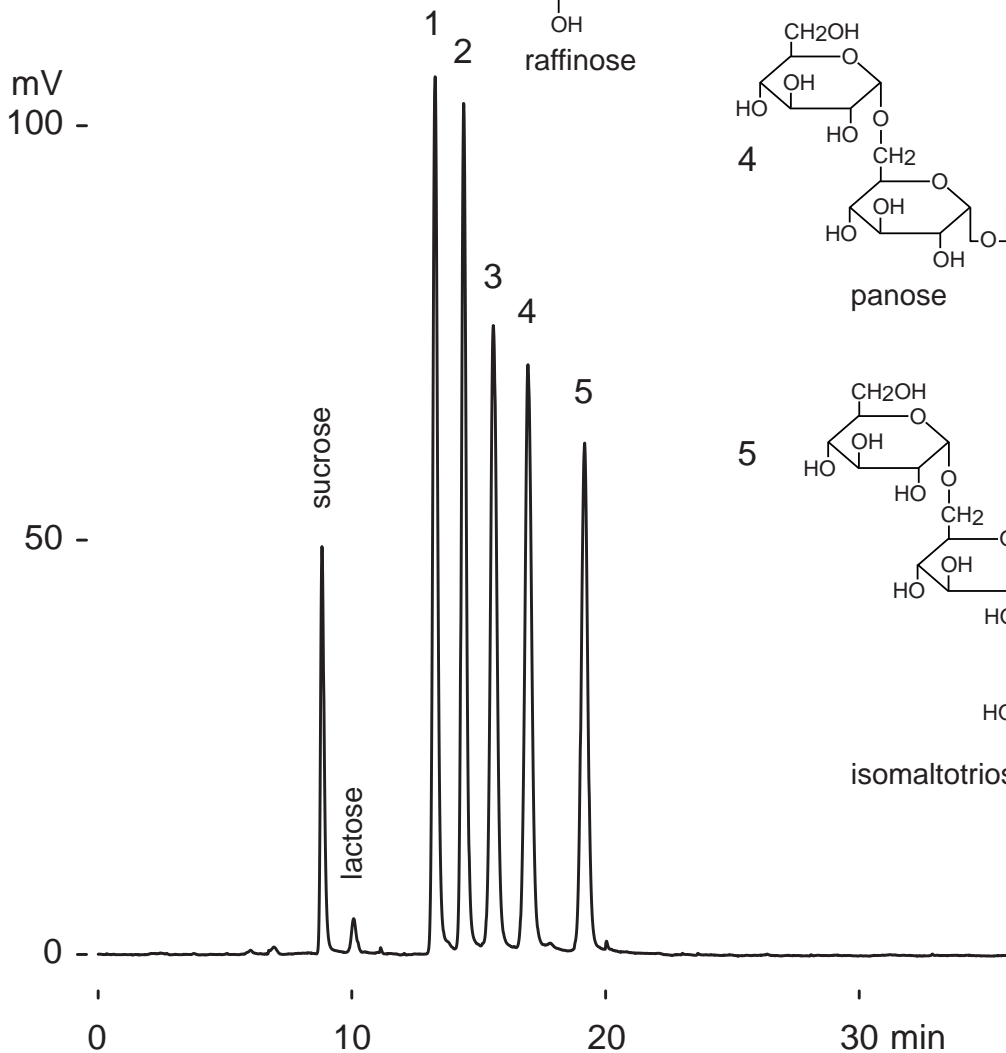 1
2
OH
raffinose
mV
100
3
4
5
sucrose
50
lactose
0
0 10 20 30 min
CH2OH
O
OH
HO
HO
O
4
CH2
O
OH
HO
O
OH
panose
CH2OH
O
5
OH
HO
HO
O
CH2
OH
HO
isomaltotrios